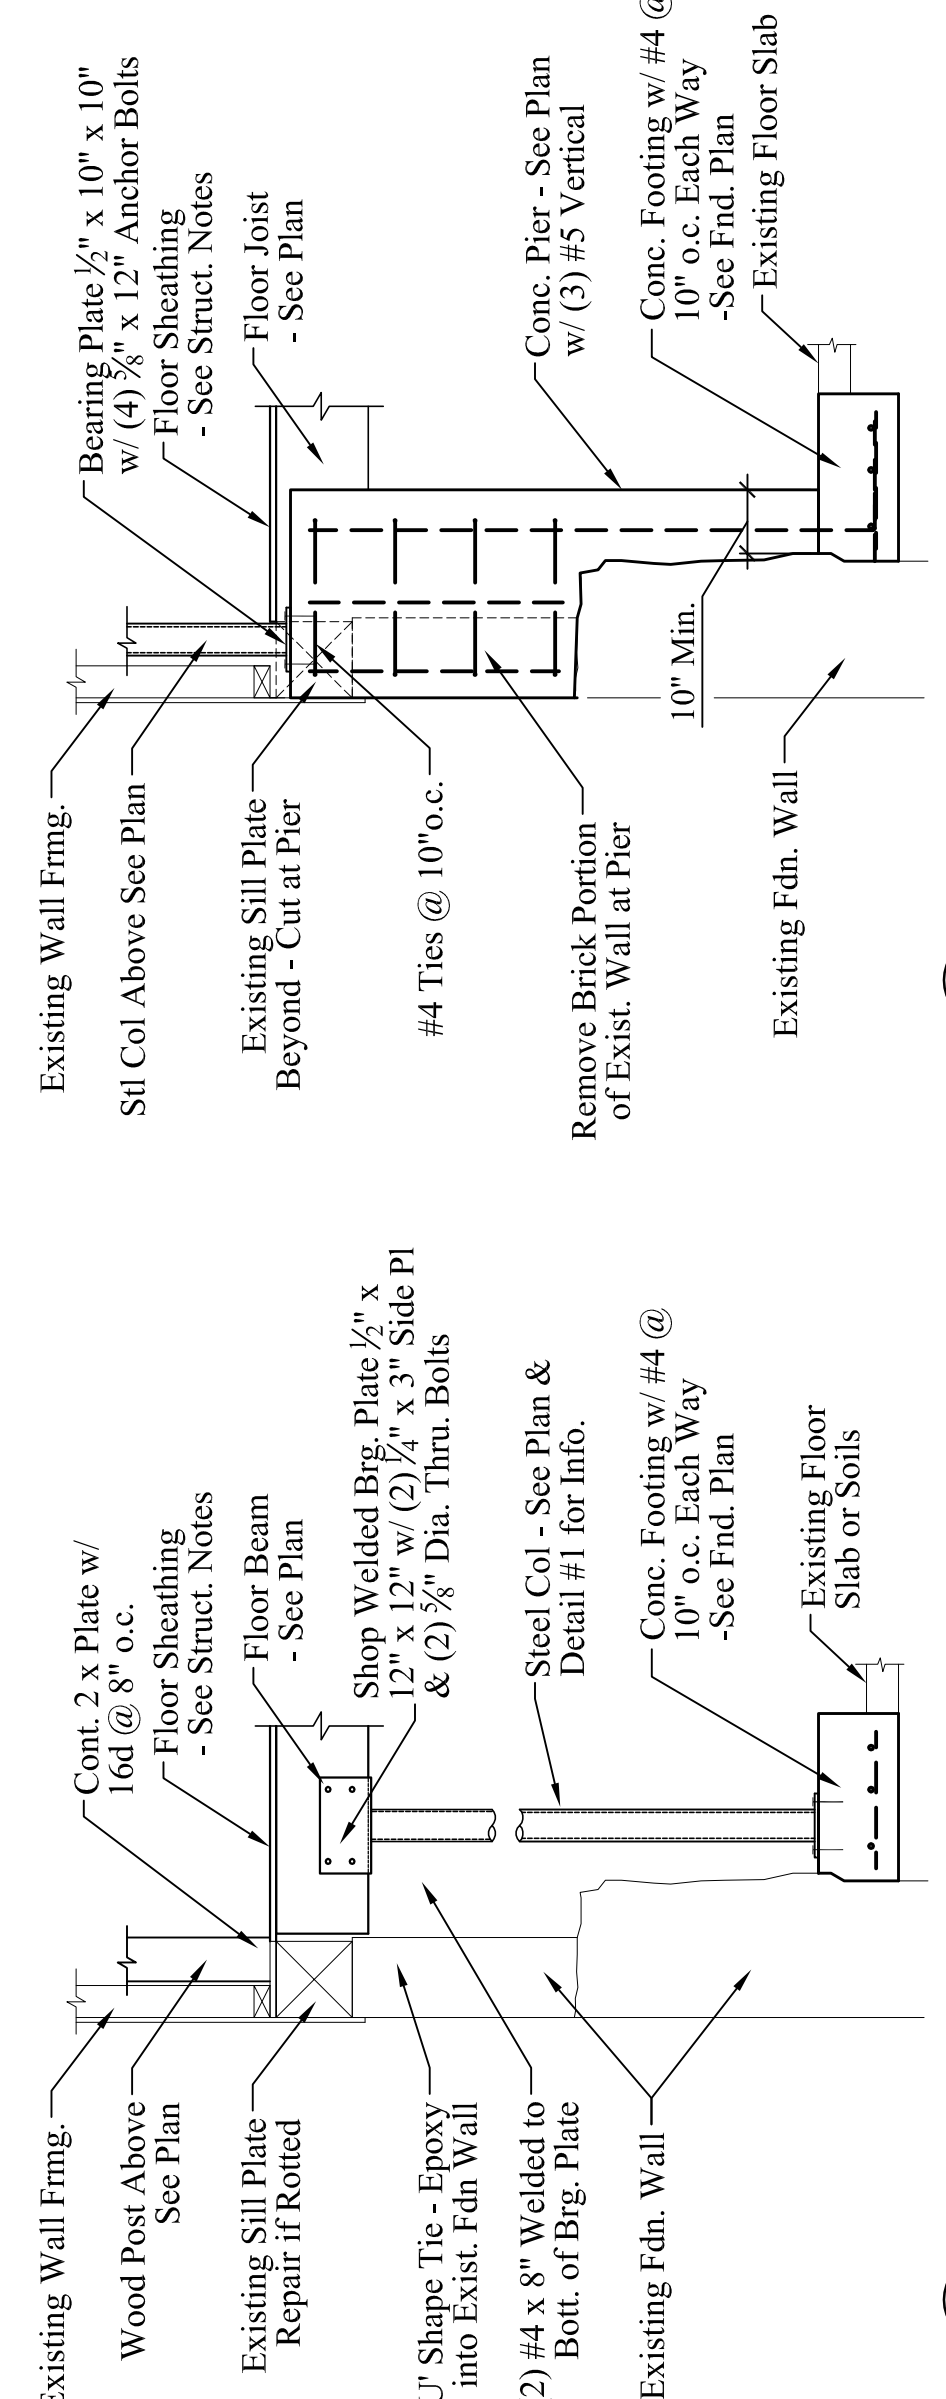 Existing Wall Frmg.
Wood Post Above
See Plan
Existing Sill Plate
Repair if Rotted
U' Shape Tie - Epoxy
into Exist. Fdn Wall
2) #4 x 8" Welded to
Bott. of Brg. Plate
Existing Fdn. Wall
Cont. 2 x Plate w/
16d @ 8" o.c.
Floor Sheathing
- See Struct. Notes
Floor Beam
- See Plan
Shop Welded Brg. Plate ½" x
12" x 12" w/ (2) ¼" x 3" Side Pl
& (2) ⅝" Dia. Thru. Bolts
Steel Col - See Plan &
Detail #1 for Info.
Conc. Footing w/ #4 @
10" o.c. Each Way
-See Fnd. Plan
Existing Floor
Slab or Soils
Existing Wall Frmg.
Stl Col Above See Plan
Existing Sill Plate
Beyond - Cut at Pier
#4 Ties @ 10"o.c.
Remove Brick Portion
of Exist. Wall at Pier
Existing Fdn. Wall
10" Min.
Bearing Plate ½" x 10" x 10"
w/ (4) ⅝" x 12" Anchor Bolts
Floor Sheathing
- See Struct. Notes
Floor Joist
- See Plan
Conc. Pier - See Plan
w/ (3) #5 Vertical
Conc. Footing w/ #4 @
10" o.c. Each Way
-See Fnd. Plan
Existing Floor Slab